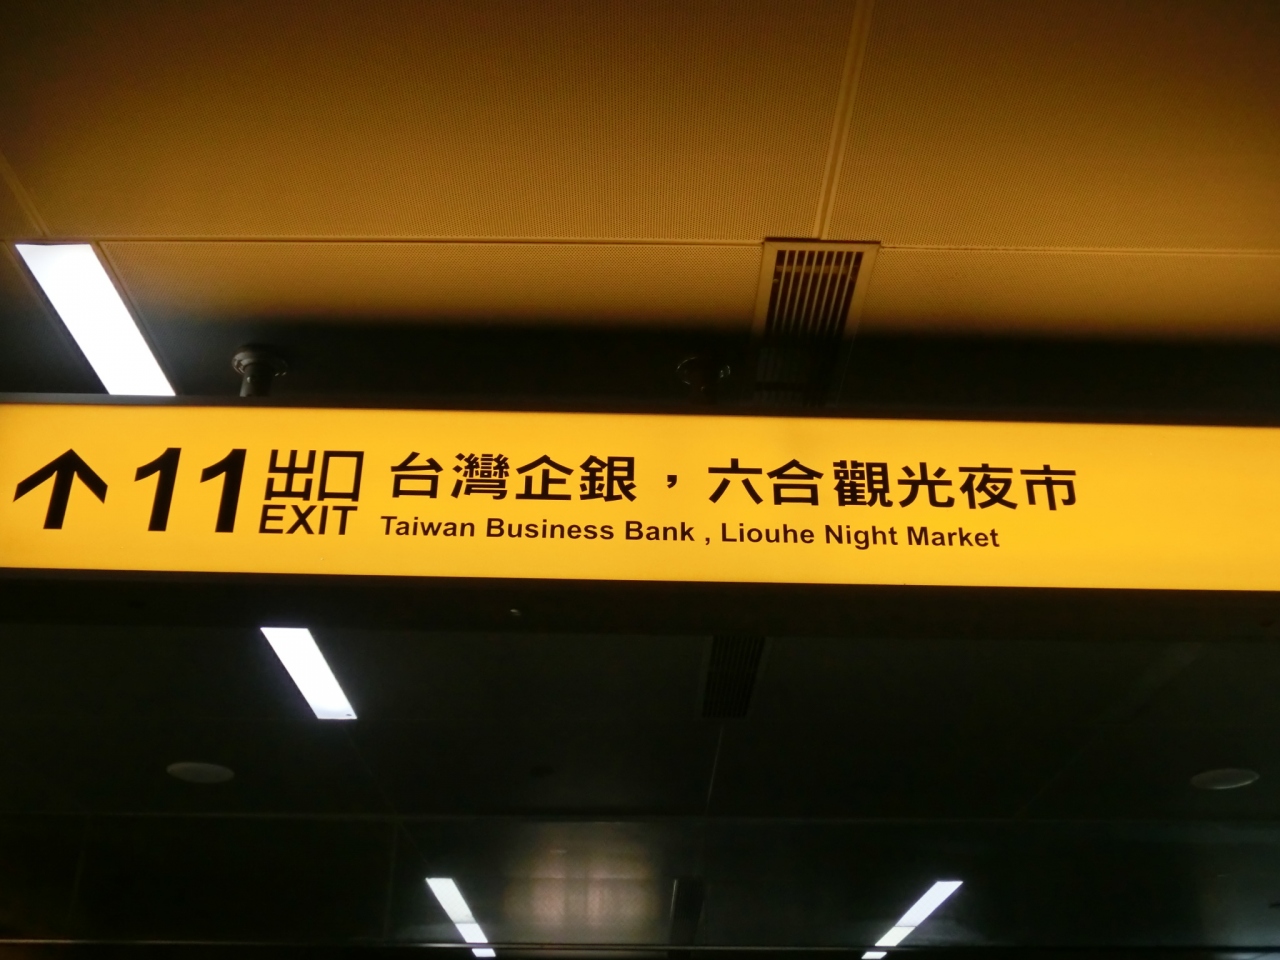 ↑ 11 出口 台灣企銀，六合觀光夜市
EXIT Taiwan Business Bank , Liouhe Night Market